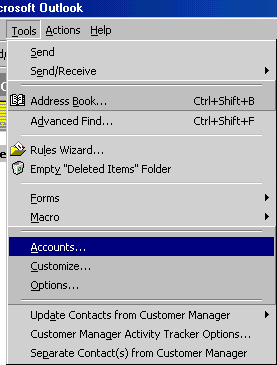 crosoft Outlook
Tools Actions Help
Send
Send/Receive
Address Book... Ctrl+Shift+B
Advanced Find... Ctrl+Shift+F
Rules Wizard...
Empty "Deleted Items" Folder
Forms
Macro
Accounts...
Customize...
Options...
Update Contacts from Customer Manager
Customer Manager Activity Tracker Options...
Separate Contact(s) from Customer Manager